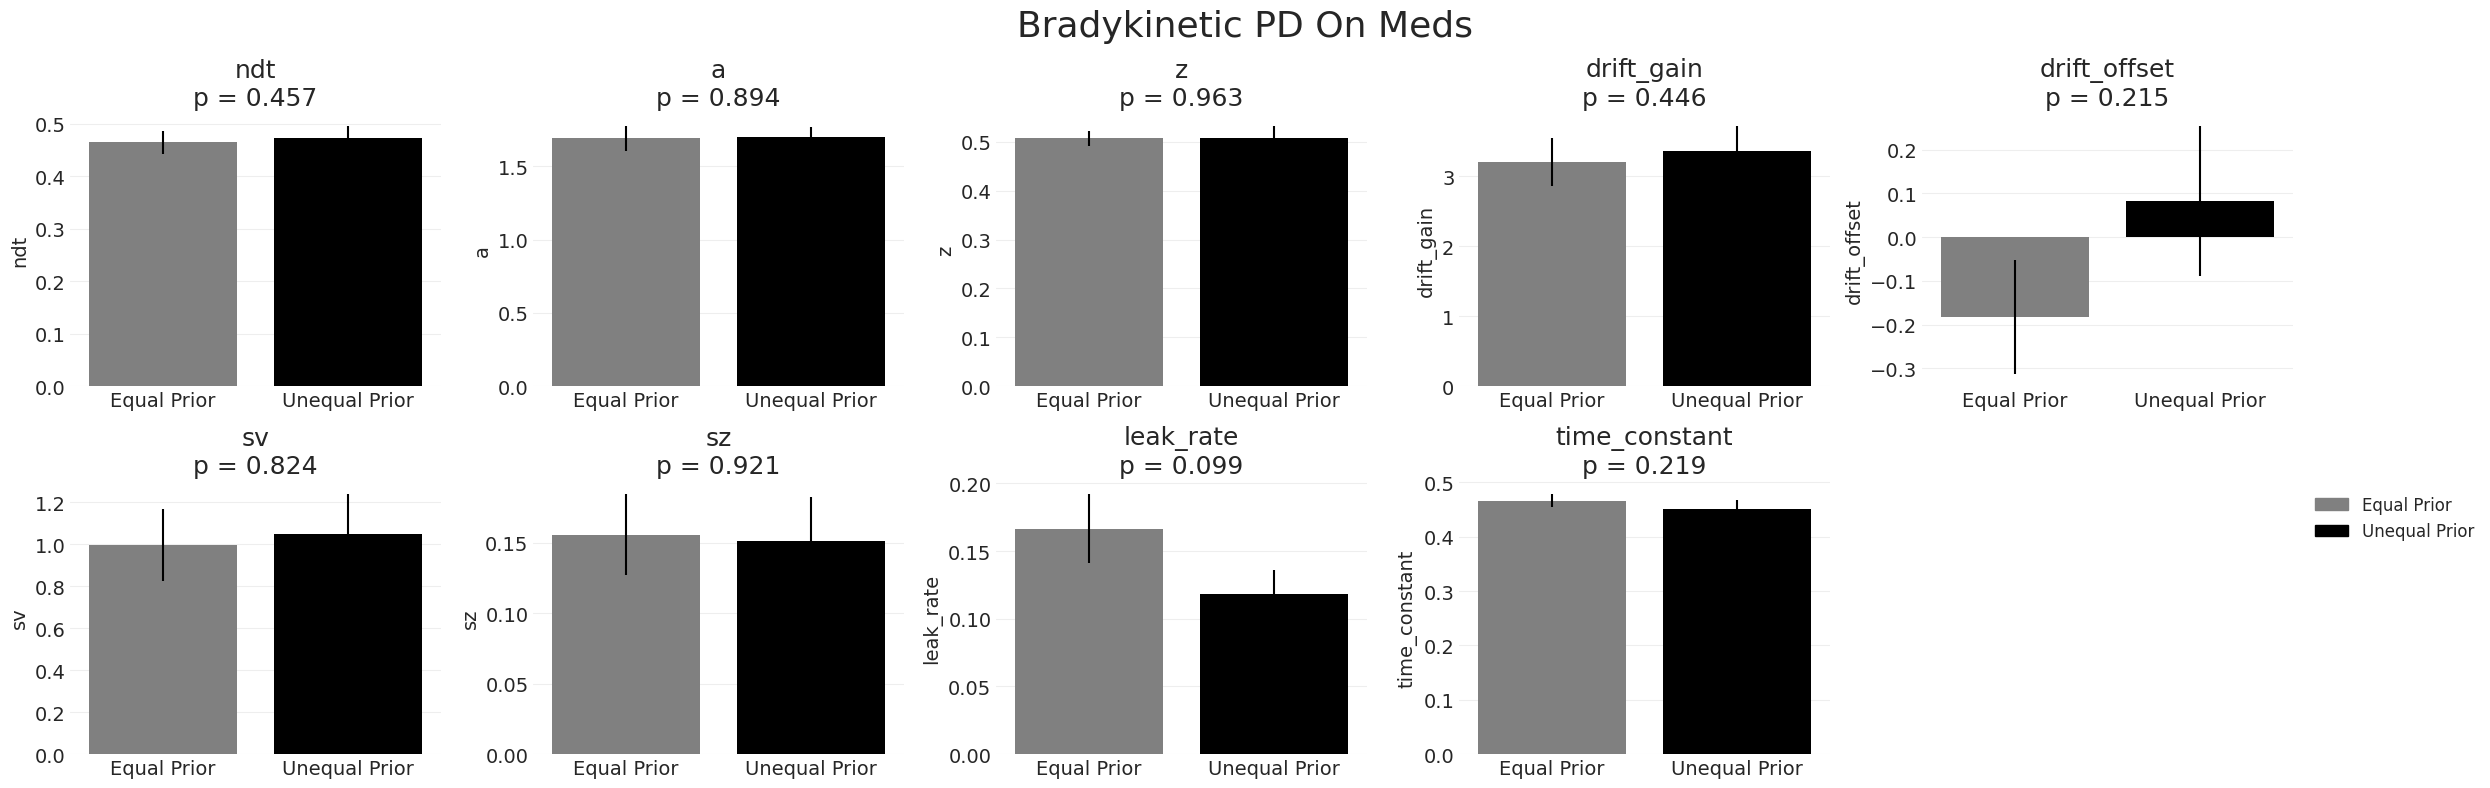 Bradykinetic PD On Meds
ndt
p = 0.457
0.5
0.4
0.3
0.2
0.1
0.0
ndt
Equal Prior
Unequal Prior
a
p = 0.894
1.5
1.0
0.5
0.0
a
Equal Prior
Unequal Prior
z
p = 0.963
0.5
0.4
0.3
0.2
0.1
0.0
z
Equal Prior
Unequal Prior
drift_gain
p = 0.446
3
2
1
0
drift_gain
Equal Prior
Unequal Prior
drift_offset
p = 0.215
0.2
0.1
0.0
−0.1
−0.2
−0.3
drift_offset
Equal Prior
Unequal Prior
sv
p = 0.824
1.2
1.0
0.8
0.6
0.4
0.2
0.0
sv
Equal Prior
Unequal Prior
sz
p = 0.921
0.15
0.10
0.05
0.00
sz
Equal Prior
Unequal Prior
leak_rate
p = 0.099
0.20
0.15
0.10
0.05
0.00
leak_rate
Equal Prior
Unequal Prior
time_constant
p = 0.219
0.5
0.4
0.3
0.2
0.1
0.0
time_constant
Equal Prior
Unequal Prior
Equal Prior
Unequal Prior